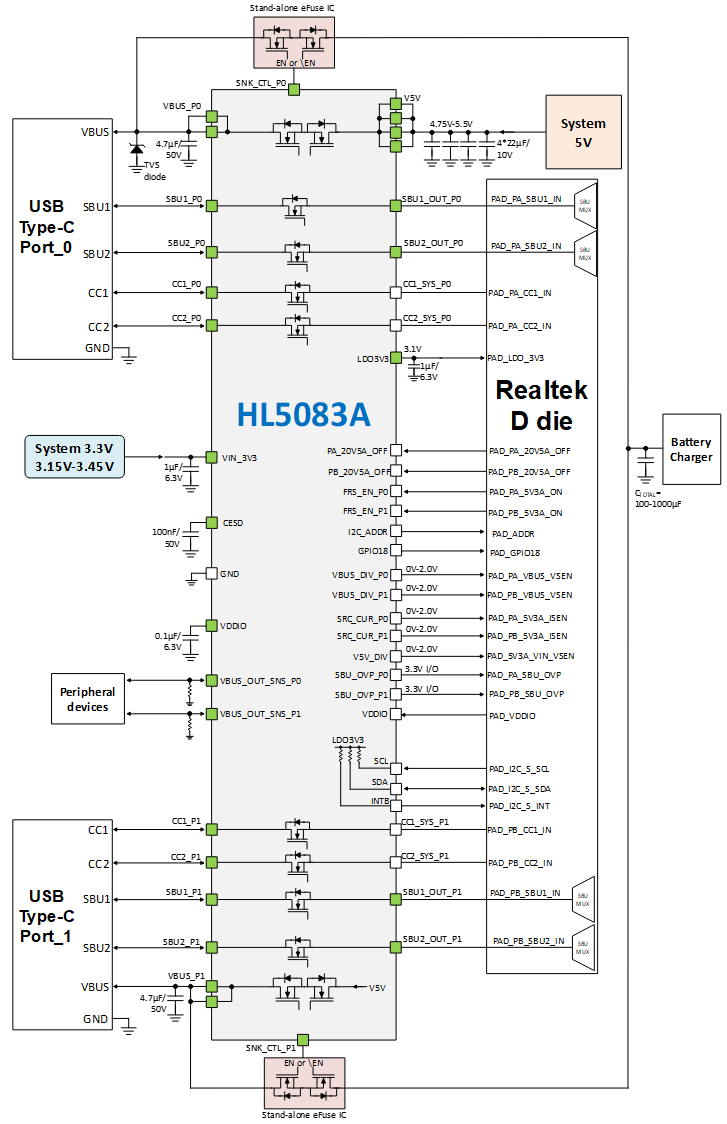 Stand-alone eFuse IC
EN or \EN
SNK_CTL_P0
VBUS_P0
V5V
VBUS
4.7µF/
50V
TVS
diode
4.75V-5.5V
4*22µF/
10V
System
5V
USB
Type-C
Port_0
SBU1
SBU1_P0
SBU1_OUT_P0
PAD_PA_SBU1_IN
SBU
MUX
SBU2
SBU2_P0
SBU2_OUT_P0
PAD_PA_SBU2_IN
SBU
MUX
CC1
CC1_P0
CC1_SYS_P0
PAD_PA_CC1_IN
CC2
CC2_P0
CC2_SYS_P0
PAD_PA_CC2_IN
GND
LDO3V3
3.1V
1µF/
6.3V
PAD_LDO_3V3
HL5083A
Realtek
D die
System 3.3V
3.15V-3.45V
1µF/
6.3V
VIN_3V3
PA_20V5A_OFF
PAD_PA_20V5A_OFF
PB_20V5A_OFF
PAD_PB_20V5A_OFF
FRS_EN_P0
PAD_PA_5V3A_ON
FRS_EN_P1
PAD_PB_5V3A_ON
Battery
Charger
CTOTAL=
100-1000µF
100nF/
50V
CESD
I2C_ADDR
PAD_ADDR
GPIO18
PAD_GPIO18
GND
VBUS_DIV_P0
0V-2.0V
PAD_PA_VBUS_VSEN
VBUS_DIV_P1
0V-2.0V
PAD_PB_VBUS_VSEN
0.1µF/
6.3V
VDDIO
SRC_CUR_P0
0V-2.0V
PAD_PA_5V3A_ISEN
SRC_CUR_P1
0V-2.0V
PAD_PB_5V3A_ISEN
V5V_DIV
0V-2.0V
PAD_5V3A_VIN_VSEN
Peripheral
devices
VBUS_OUT_SNS_P0
SBU_OVP_P0
3.3V I/O
PAD_PA_SBU_OVP
SBU_OVP_P1
3.3V I/O
PAD_PB_SBU_OVP
VBUS_OUT_SNS_P1
VDDIO
PAD_VDDIO
LDO3V3
SCL
PAD_I2C_S_SCL
SDA
PAD_I2C_S_SDA
INTB
PAD_I2C_S_INT
USB
Type-C
Port_1
CC1
CC1_P1
CC1_SYS_P1
PAD_PB_CC1_IN
CC2
CC2_P1
CC2_SYS_P1
PAD_PB_CC2_IN
SBU1
SBU1_P1
SBU1_OUT_P1
PAD_PB_SBU1_IN
SBU
MUX
SBU2
SBU2_P1
SBU2_OUT_P1
PAD_PB_SBU2_IN
SBU
MUX
VBUS
VBUS_P1
V5V
4.7µF/
50V
GND
SNK_CTL_P1
EN or \EN
Stand-alone eFuse IC